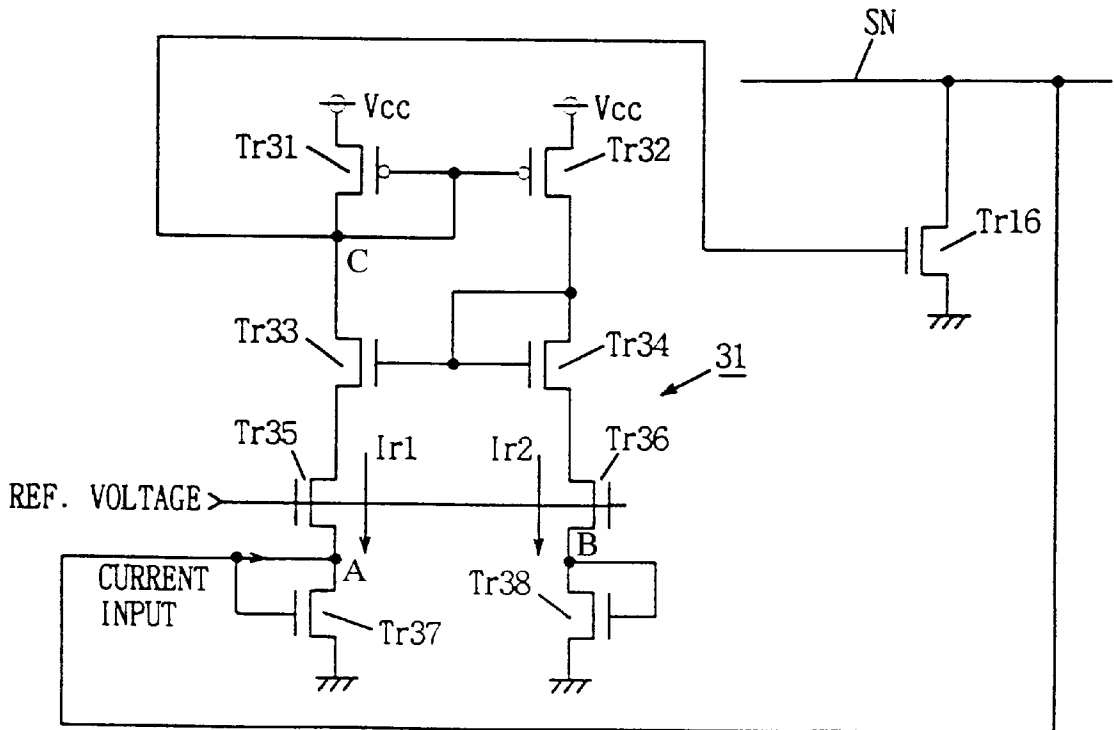 SN
Vcc
Vcc
Tr31
Tr32
Tr16
C
Tr33
Tr34
31
Tr35
Ir1
Ir2
Tr36
REF. VOLTAGE
A
B
CURRENT
INPUT
Tr38
Tr37